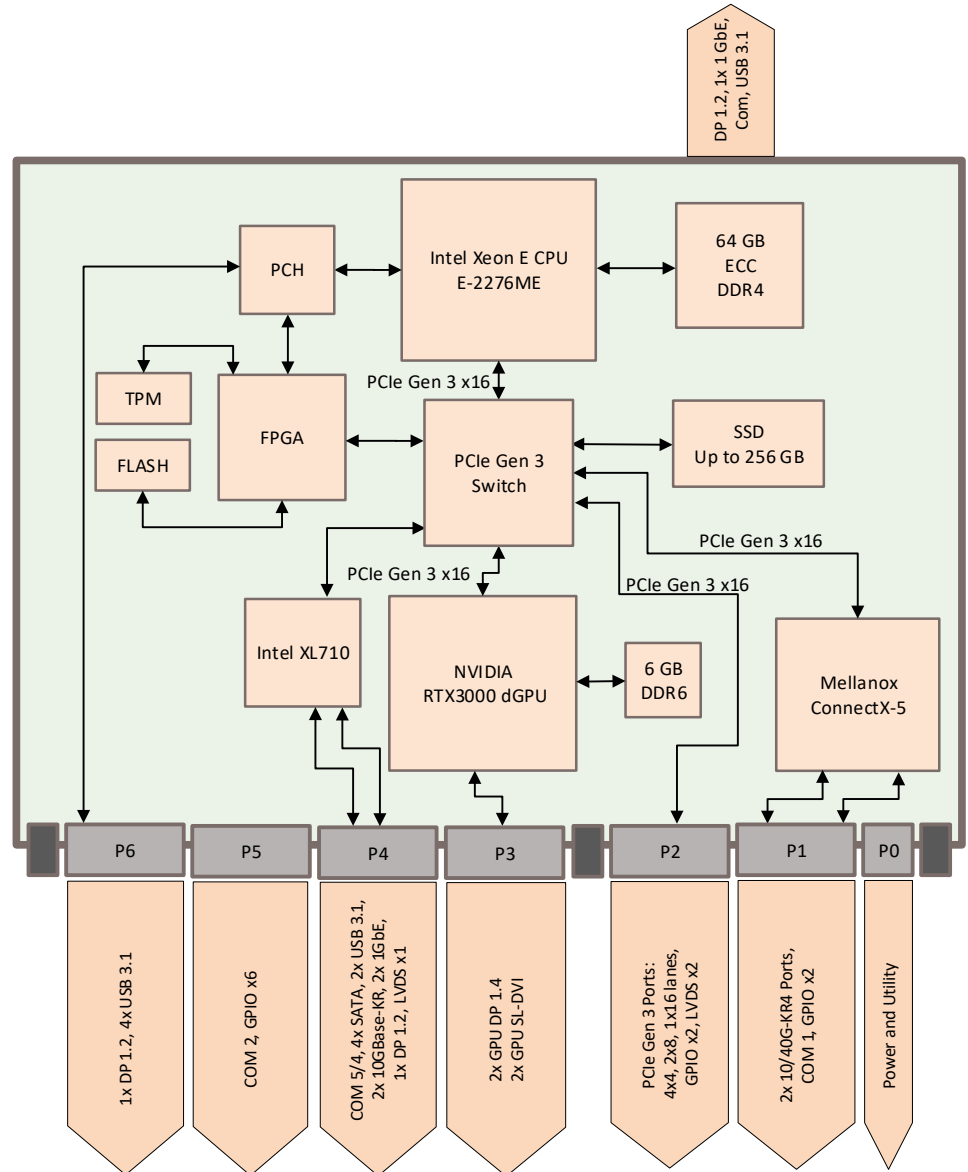 DP 1.2, 1x 1 GbE,
Com, USB 3.1
Intel Xeon E CPU
E-2276ME
64 GB
ECC
DDR4
PCH
PCIe Gen 3 x16
TPM
FPGA
FLASH
PCIe Gen 3
Switch
SSD
Up to 256 GB
PCIe Gen 3 x16
PCIe Gen 3 x16
PCIe Gen 3 x16
Intel XL710
NVIDIA
RTX3000 dGPU
6 GB
DDR6
Mellanox
ConnectX-5
P6
P5
P4
P3
P2
P1
P0
1x DP 1.2, 4x USB 3.1
COM 2, GPIO x6
COM 5/4, 4x SATA, 2x USB 3.1,
2x 10GBase-KR, 2x 1GbE,
1x DP 1.2, LVDS x1
2x GPU DP 1.4
2x GPU SL-DVI
PCIe Gen 3 Ports:
4x4, 2x8, 1x16 lanes,
GPIO x2, LVDS x2
2x 10/40G-KR4 Ports,
COM 1, GPIO x2
Power and Utility